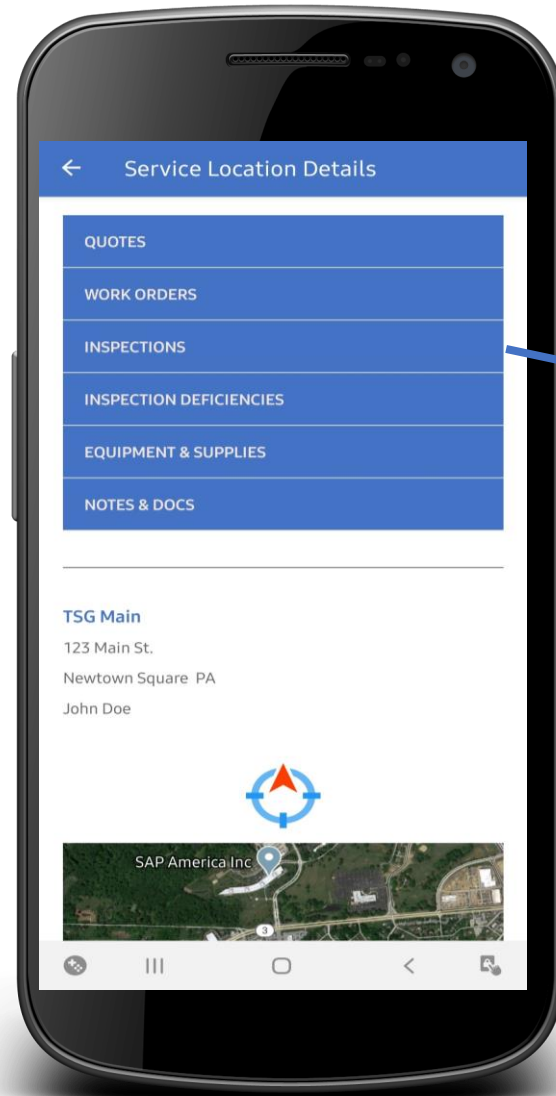 Service Location Details
QUOTES
WORK ORDERS
INSPECTIONS
INSPECTION DEFICIENCIES
EQUIPMENT & SUPPLIES
NOTES & DOCS
TSG Main
123 Main St.
Newtown Square PA
John Doe
SAP America Inc
3